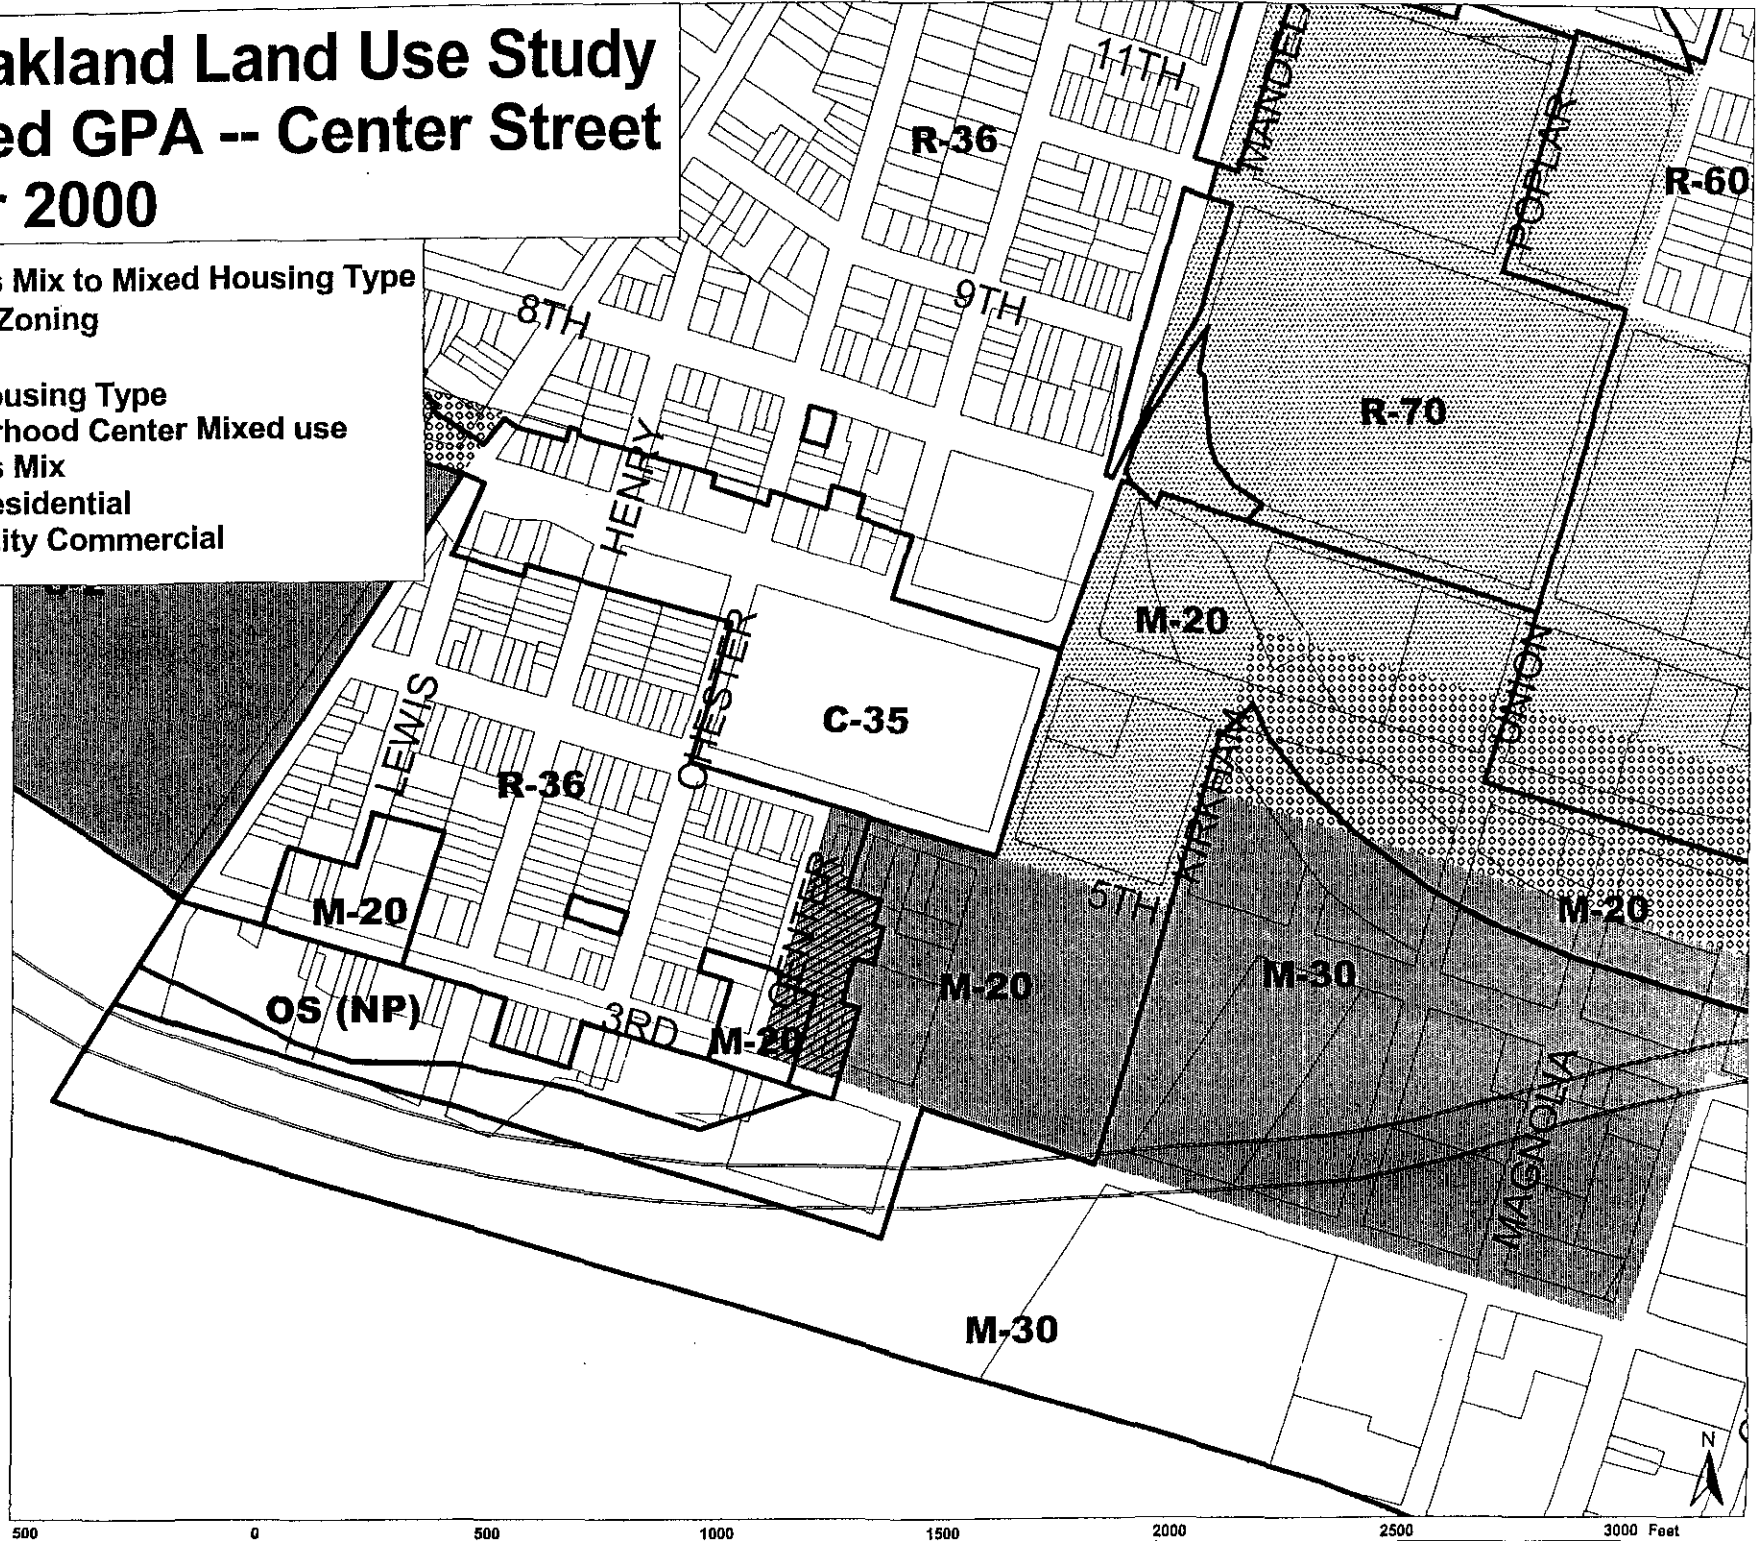 akland Land Use Study
ed GPA -- Center Street
r 2000
s Mix to Mixed Housing Type
Zoning
ousing Type
rhood Center Mixed use
s Mix
esidential
ity Commercial
11TH
MANDEL
POPLAR
R-36
R-60
8TH
9TH
R-70
HENRY
M-20
CHESTER
UNION
LEWIS
C-35
KIRKHAM
R-36
CENTER
5TH
M-20
M-20
M-20
M-30
OS (NP)
3RD
M-20
MAGNOLIA
M-30
N
500 0 500 1000 1500 2000 2500 3000 Feet